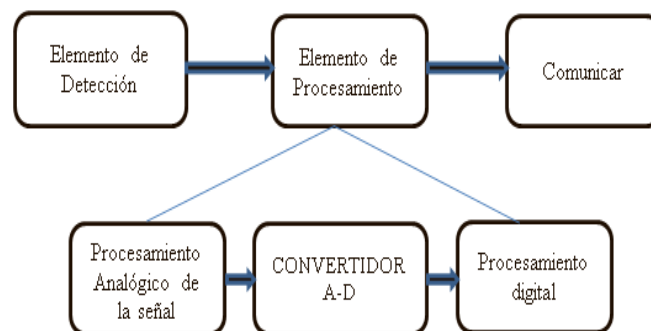 Elemento de
Detección
Elemento de
Procesamiento
Comunicar
Procesamiento
Analógico de
la señal
CONVERTIDOR
A-D
Procesamiento
digital